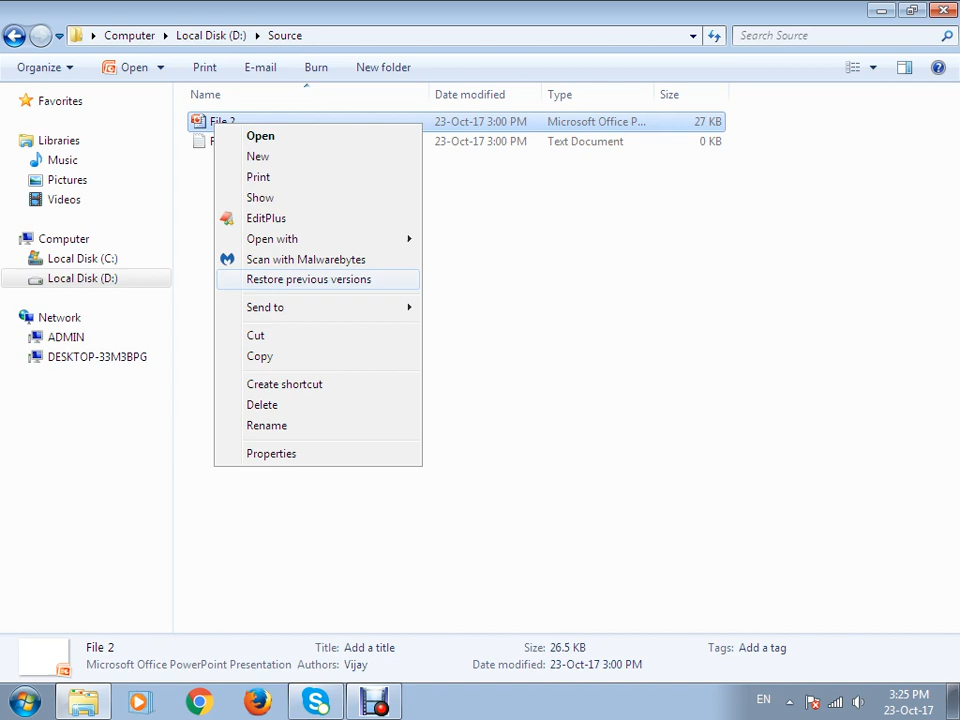 Computer Local Disk (D:) Source
Search Source
Organize Open Print E-mail Burn New folder
Name Date modified Type Size
Favorites
Libraries
Music
Pictures
Videos
Computer
Local Disk (C:)
Local Disk (D:)
Network
ADMIN
DESKTOP-33M3BPG
File 2 23-Oct-17 3:00 PM Microsoft Office P... 27 KB
23-Oct-17 3:00 PM Text Document 0 KB
Open
New
Print
Show
EditPlus
Open with
Scan with Malwarebytes
Restore previous versions
Send to
Cut
Copy
Create shortcut
Delete
Rename
Properties
File 2 Title: Add a title Size: 26.5 KB Tags: Add a tag
Microsoft Office PowerPoint Presentation Authors: Vijay Date modified: 23-Oct-17 3:00 PM
EN
3:25 PM
23-Oct-17